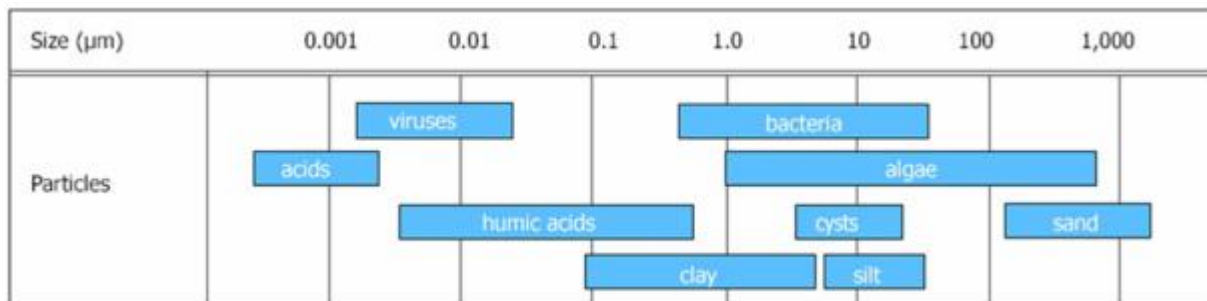 Size (µm) 0.001 0.01 0.1 1.0 10 100 1,000
viruses bacteria
acids algae
Particles
humic acids cysts sand
clay silt